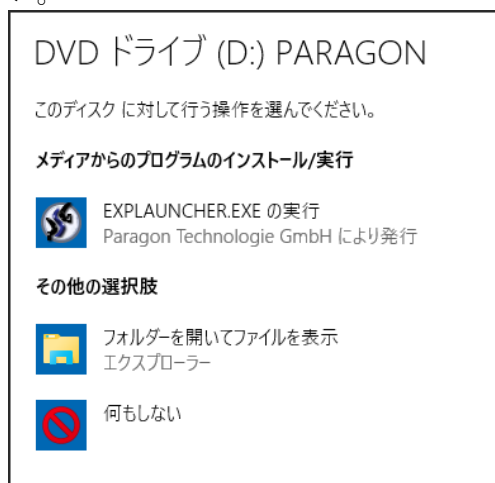 DVD ドライブ (D:) PARAGON
このディスク に対して行う操作を選んでください。
メディアからのプログラムのインストール/実行
EXPLAUNCHER.EXE の実行
Paragon Technologie GmbH により発行
その他の選択肢
フォルダーを開いてファイルを表示
エクスプローラー
何もしない